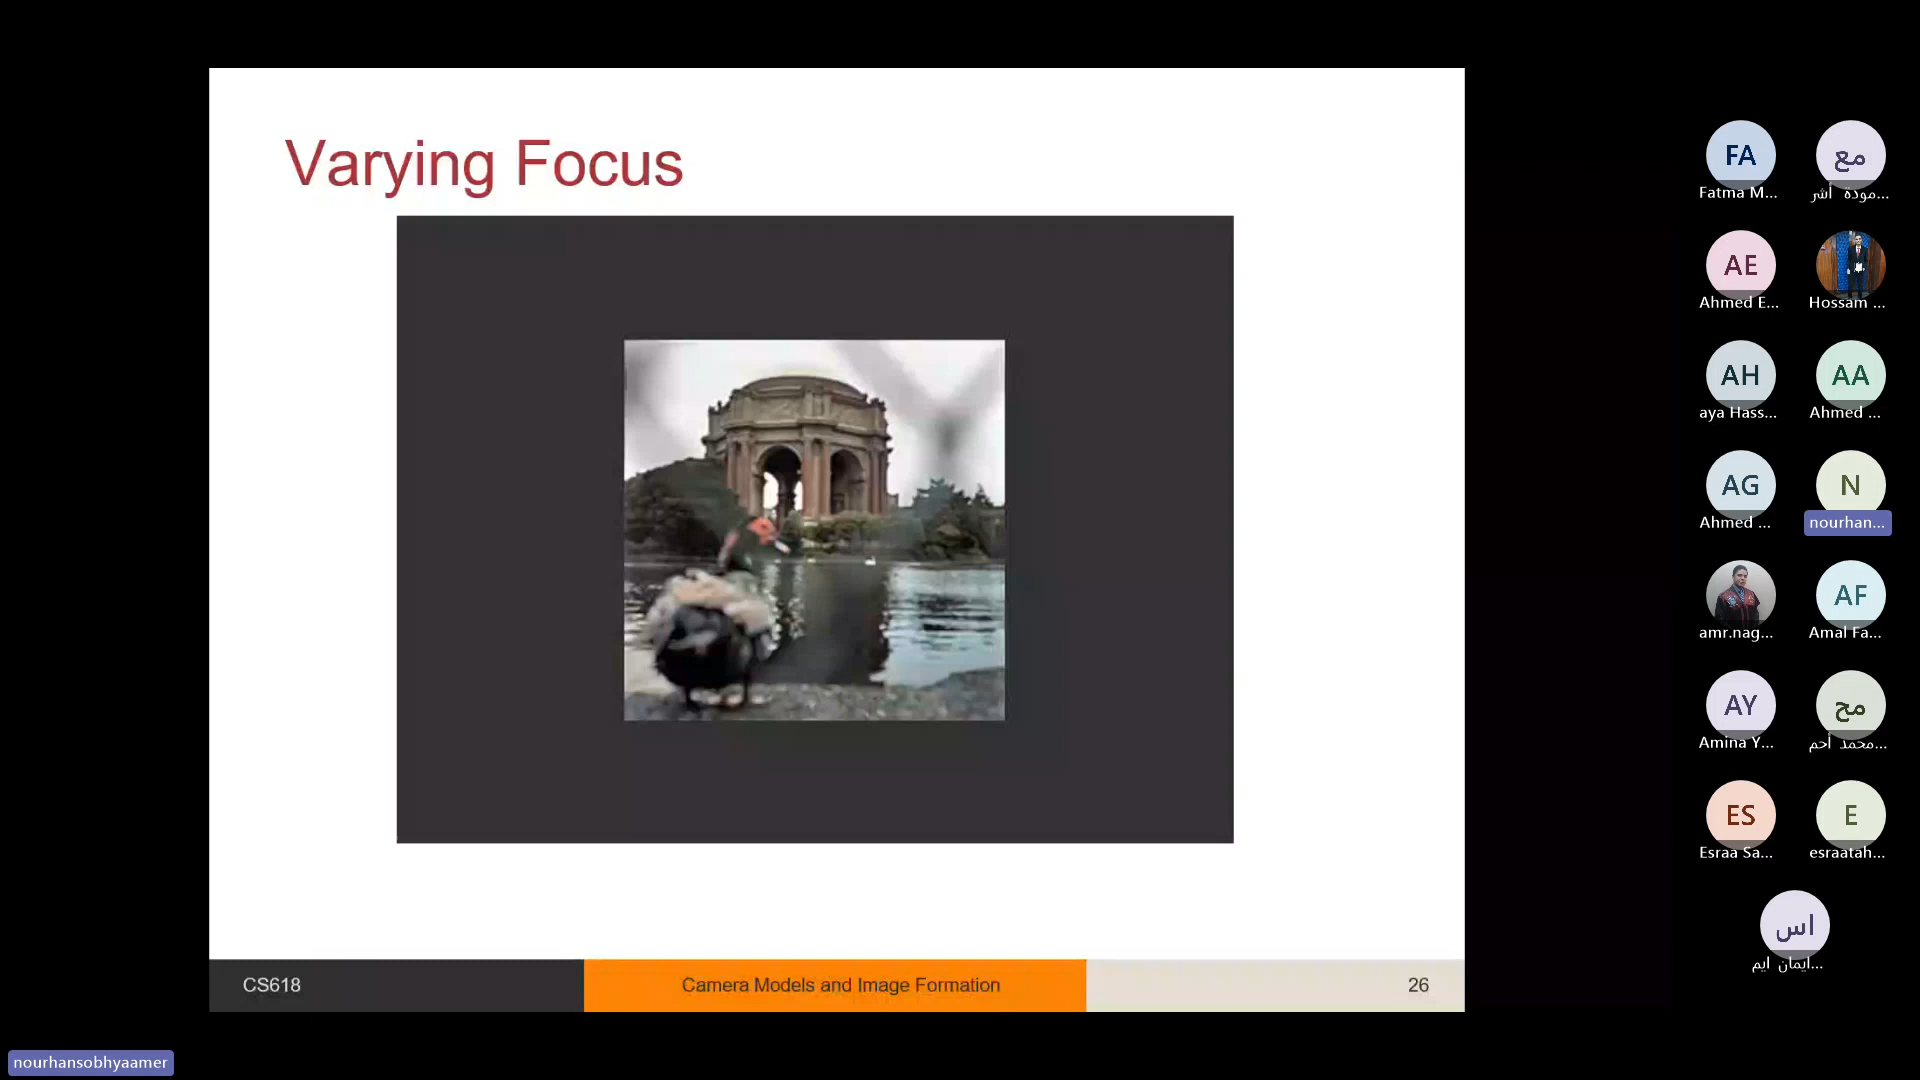 Varying Focus
CS618
Camera Models and Image Formation
26
FA
Fatma M...
مع
مودة أشر...
AE
Ahmed E...
Hossam ...
AH
aya Hass...
AA
Ahmed ...
AG
Ahmed ...
N
nourhan...
amr.nag...
AF
Amal Fa...
AY
Amina Y...
مح
محمد أحم...
ES
Esraa Sa...
E
esraatah...
اس
ايمان ايم...
nourhansobhyaamer